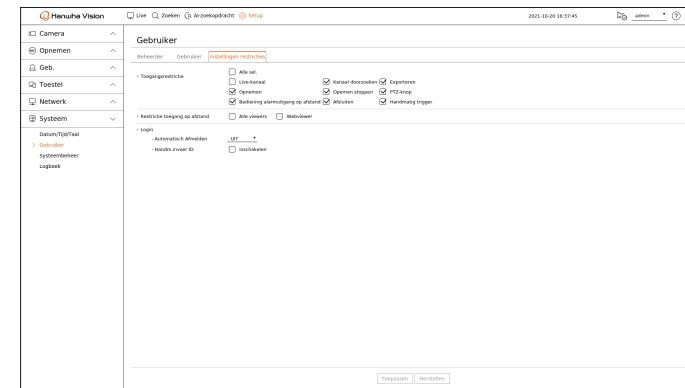 Hanwha Vision
Live Zoeken AI-zoekopdracht Setup 2021-10-20 16:37:45 admin
Camera
Opnemen
Geb.
Toestel
Netwerk
Systeem
Datum/Tijd/Taal
Gebruiker
Systeembeheer
Logboek
Gebruiker
Beheerder Gebruiker Instellingen restricties
Toegangsrestrictie
Alle sel.
Live-kanaal Kanaal doorzoeken Exporteren
Opnemen Opemen stoppen PTZ-knop
Bediening alarmuitgang op afstand Afsluiten Handmatig trigger
Restrictie toegang op afstand Alle viewers Webviewer
Login
Automatisch Afmelden UIT
Handm.invoer ID Inschakelen
Toepassen Herstellen